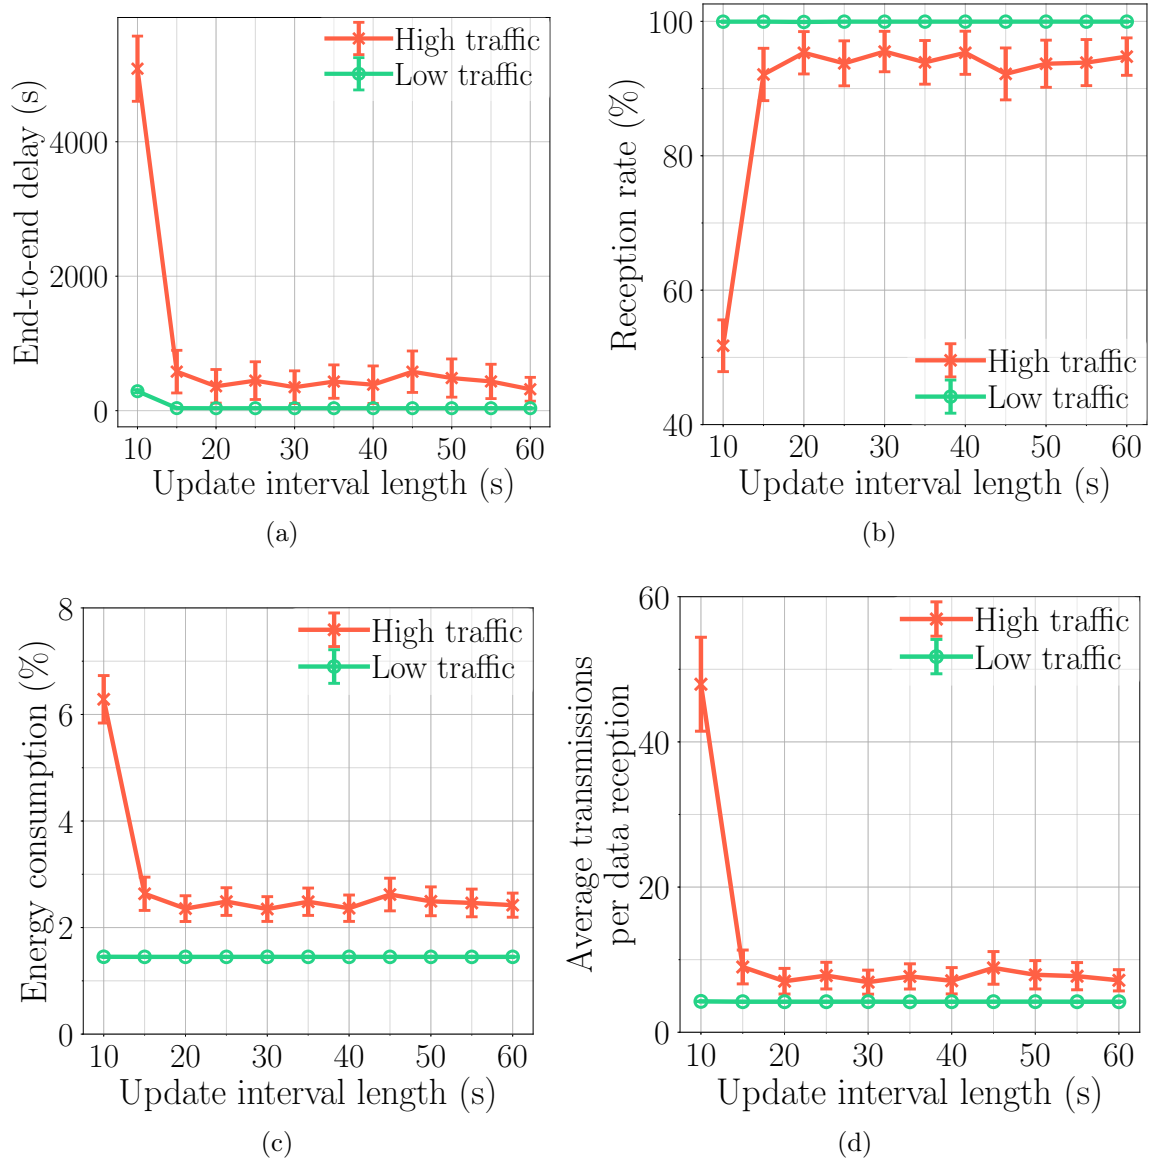 High traffic
Low traffic
End-to-end delay (s)
4000
2000
0
10 20 30 40 50 60
Update interval length (s)
(a)
Reception rate (%)
100
80
60
40
High traffic
Low traffic
10 20 30 40 50 60
Update interval length (s)
(b)
Energy consumption (%)
8
6
4
2
0
High traffic
Low traffic
10 20 30 40 50 60
Update interval length (s)
(c)
Average transmissions
per data reception
60
40
20
0
High traffic
Low traffic
10 20 30 40 50 60
Update interval length (s)
(d)